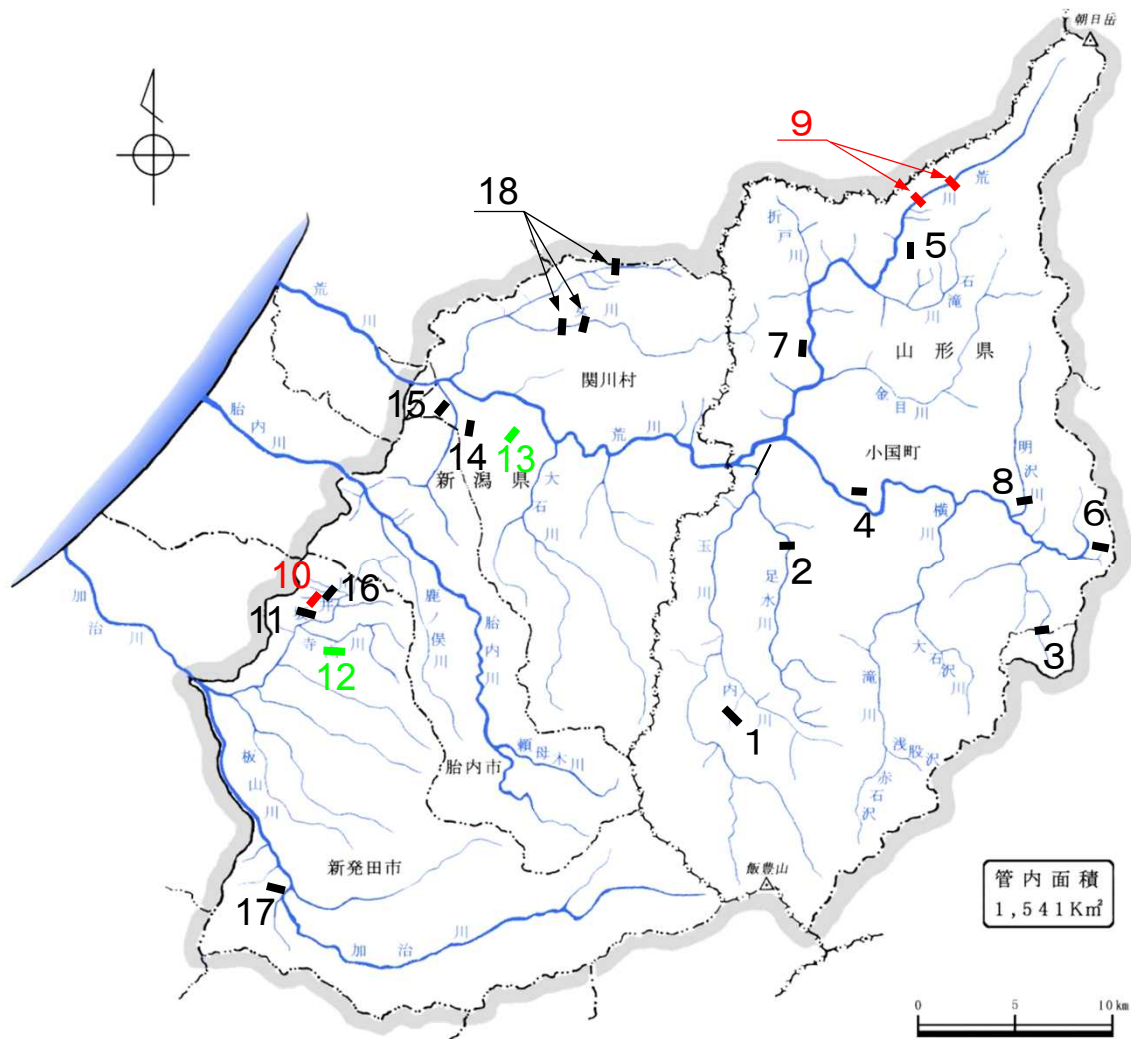 朝日岳
9
荒川
18
折戸川
5
石滝川
荒川
女川
7
山形県
関川村
金目川
胎内川
15
14
13
荒川
小国町
明沢川
新潟県
大石川
4
横川
8
6
玉川
2
足水川
10
16
11
鹿ノ俣川
胎内川
3
加治川
寺川
12
大石沢川
滝川
内川
1
浅股沢
頼母木川
胎内市
赤石沢
板山川
新発田市
飯豊山
管内面積
1,541Km²
17
加治川
0 5 10 km